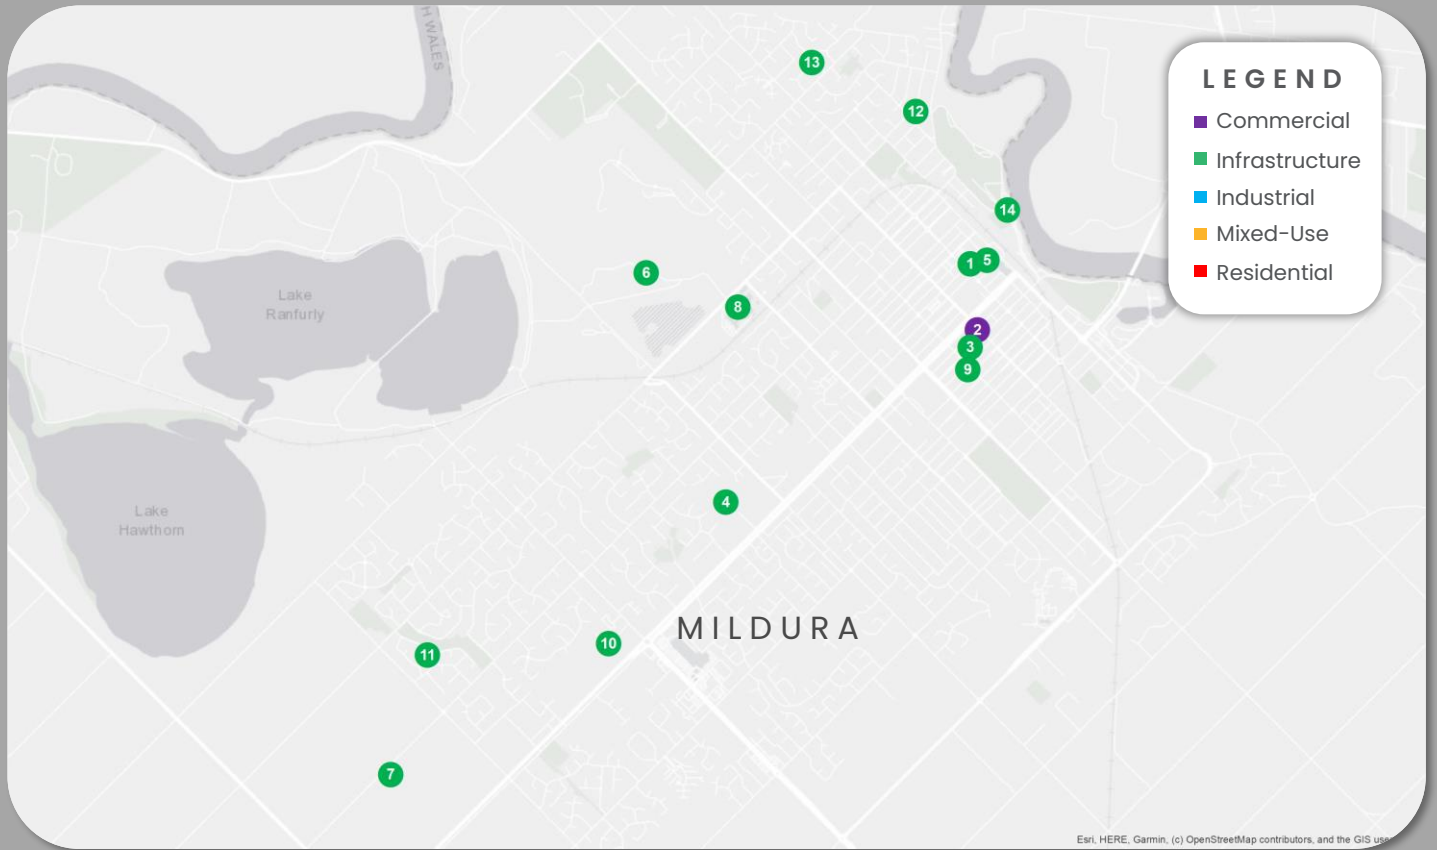 H WALES
13
LEGEND
Commercial
12
Infrastructure
Industrial
14
Mixed-Use
1 5
6
Residential
Lake
Ranfurly
8
2
3
9
4
Lake
Hawthorn
MILDURA
10
11
7
Esri, HERE, Garmin, (c) OpenStreetMap contributors, and the GIS use